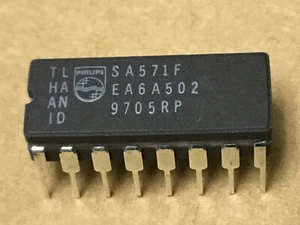 TL
HA
AN
ID
PHILIPS
SA571F
EA6A502
9705RP